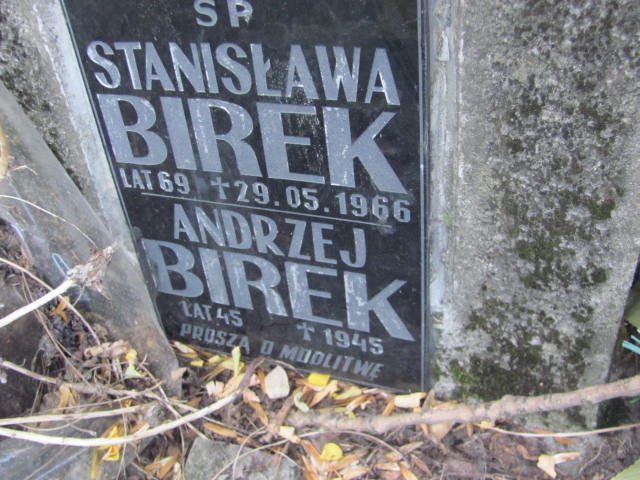 ŚP
STANISŁAWA
BIREK
LAT 69 †29.05.1966
ANDRZEJ
BIREK
LAT 45 †1945
PROSZĄ O MODLITWĘ